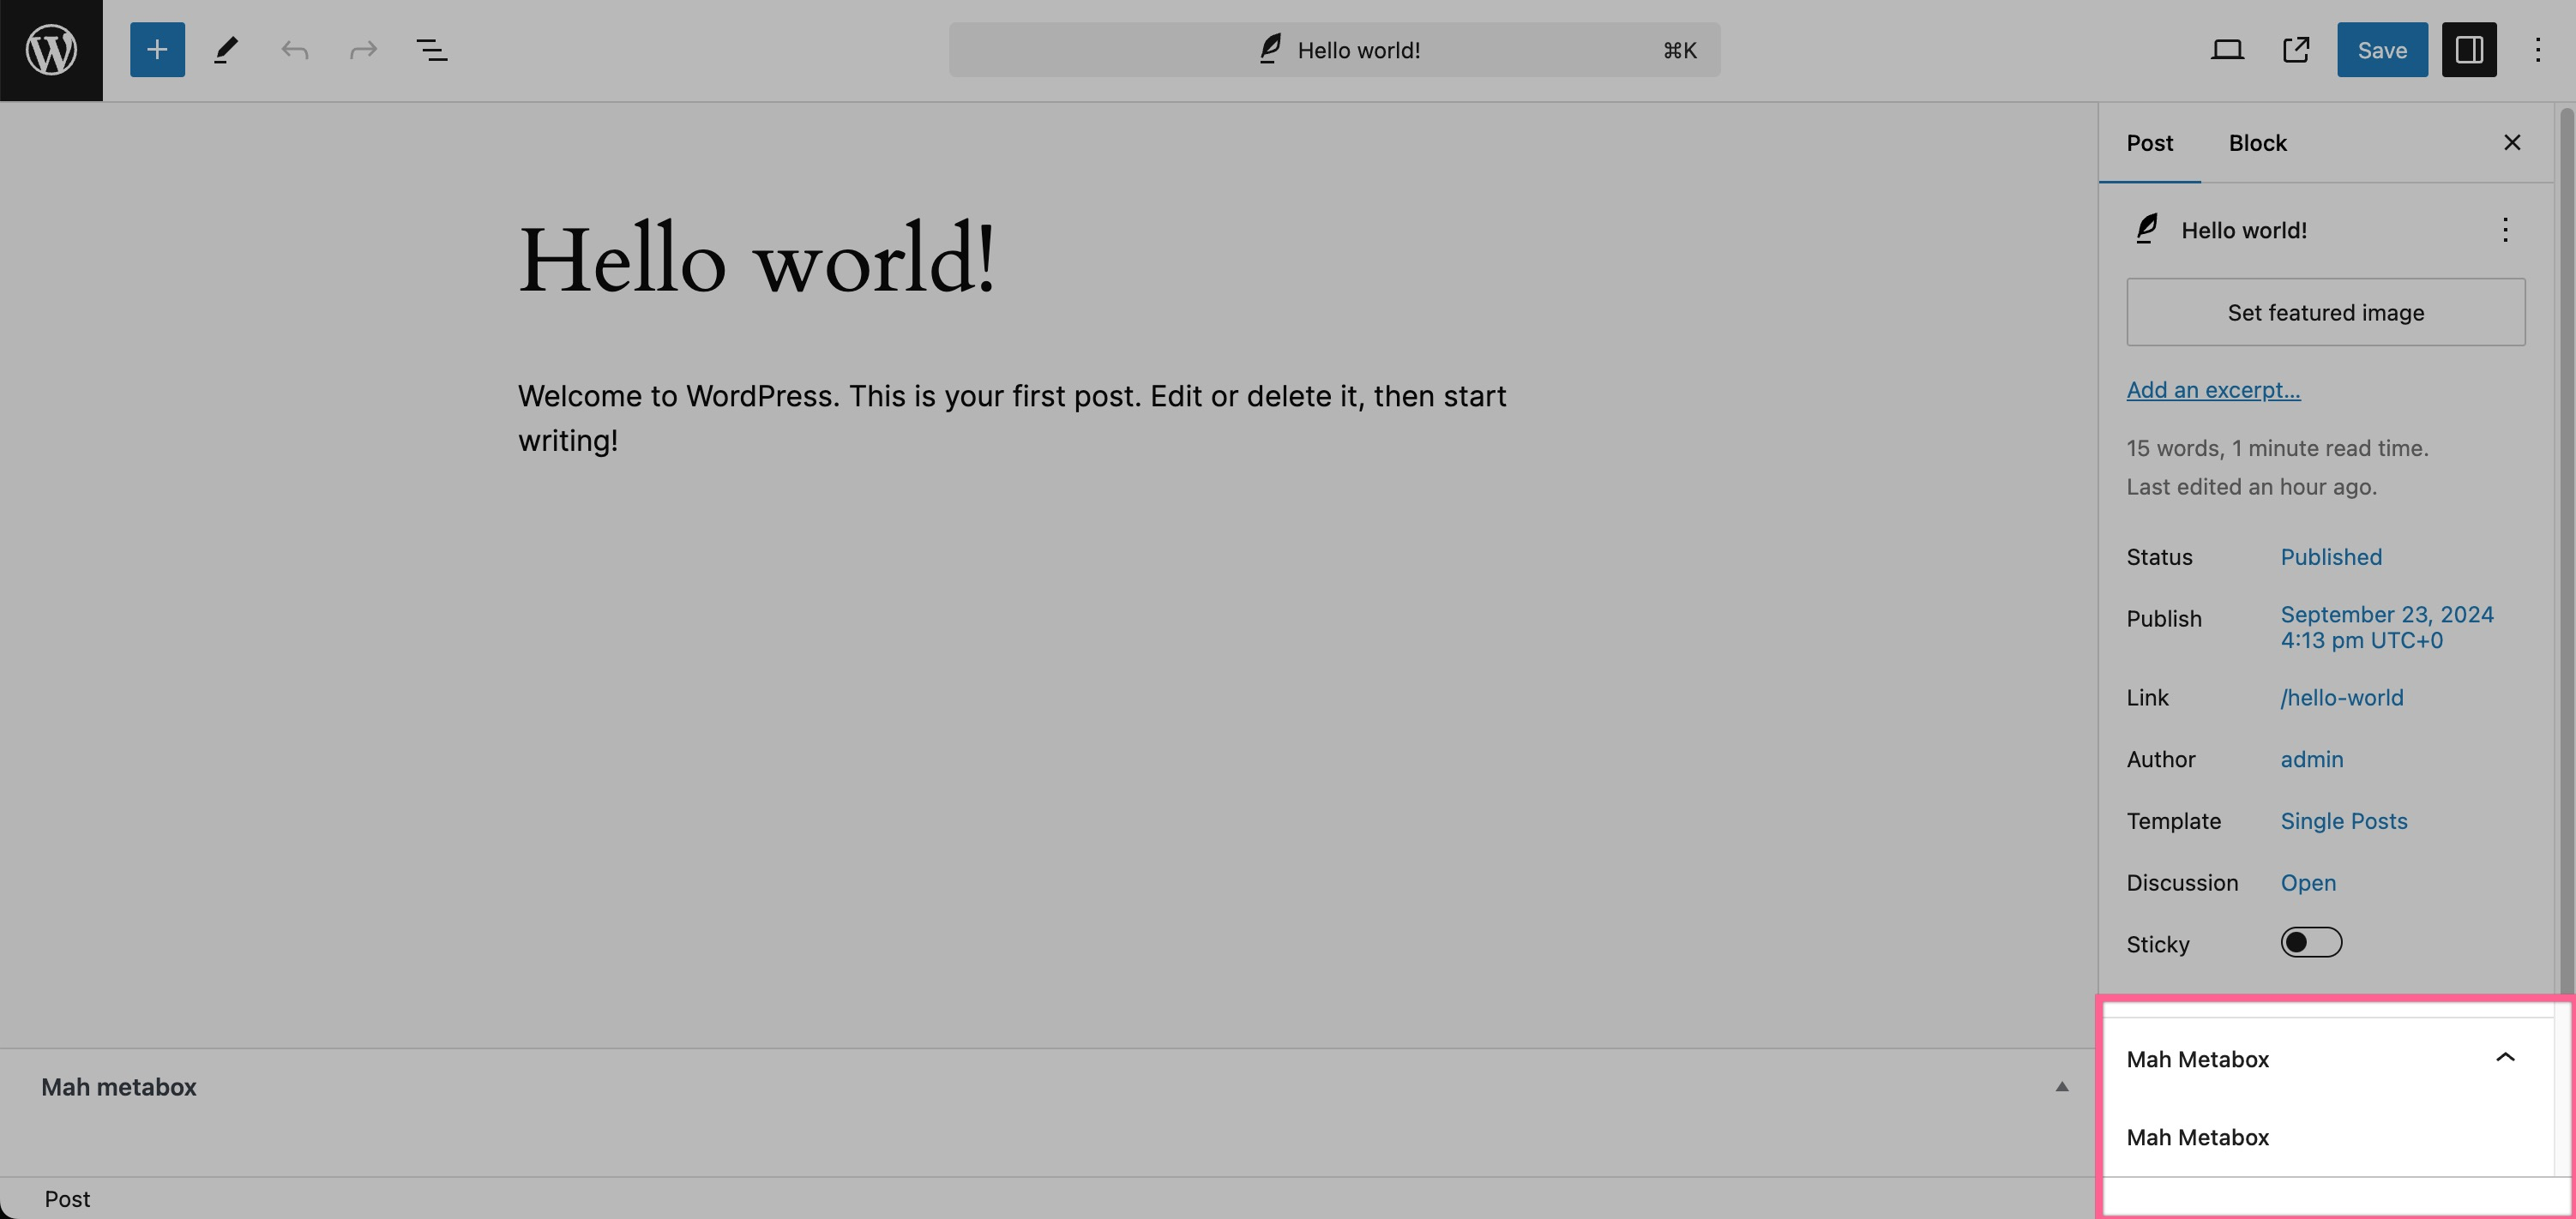 Hello world!
⌘K
Save
Post
Block
Hello world!
Hello world!
Set featured image
Welcome to WordPress. This is your first post. Edit or delete it, then start
writing!
Add an excerpt...
15 words, 1 minute read time.
Last edited an hour ago.
Status
Published
Publish
September 23, 2024
4:13 pm UTC+0
Link
/hello-world
Author
admin
Template
Single Posts
Discussion
Open
Sticky
Mah metabox
Mah Metabox
Mah Metabox
Post